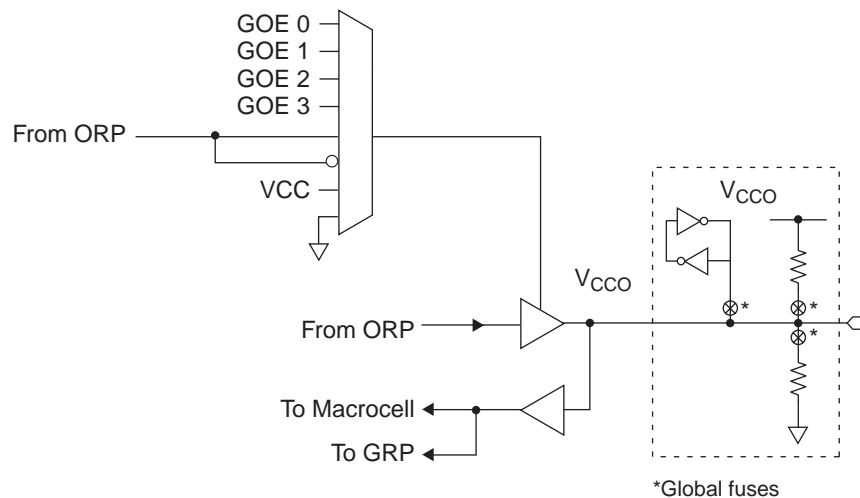 GOE 0
GOE 1
GOE 2
GOE 3
From ORP
VCC
VCCO
VCCO
*
*
*
From ORP
To Macrocell
To GRP
*Global fuses